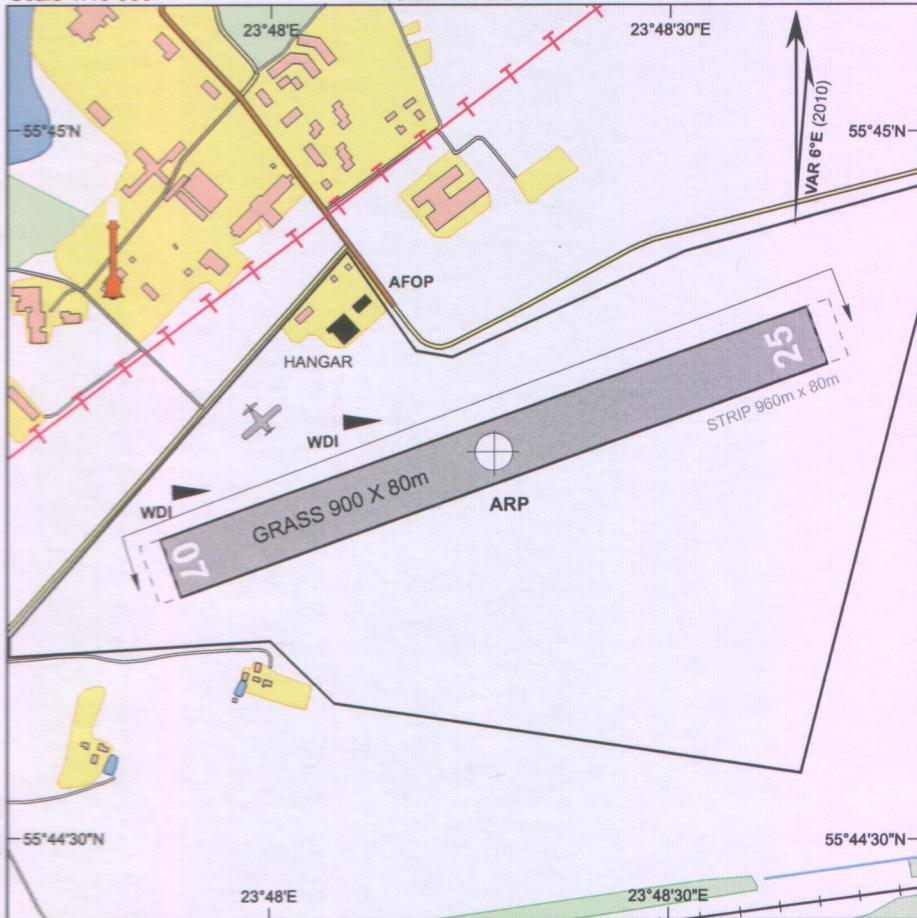 23°48'E
23°48'30"E
55°45'N
55°45'N
VAR 6°E (2010)
AFOP
HANGAR
25
STRIP 960m x 80m
WDI
WDI
GRASS 900 X 80m
ARP
07
55°44'30"N
55°44'30"N
23°48'E
23°48'30"E